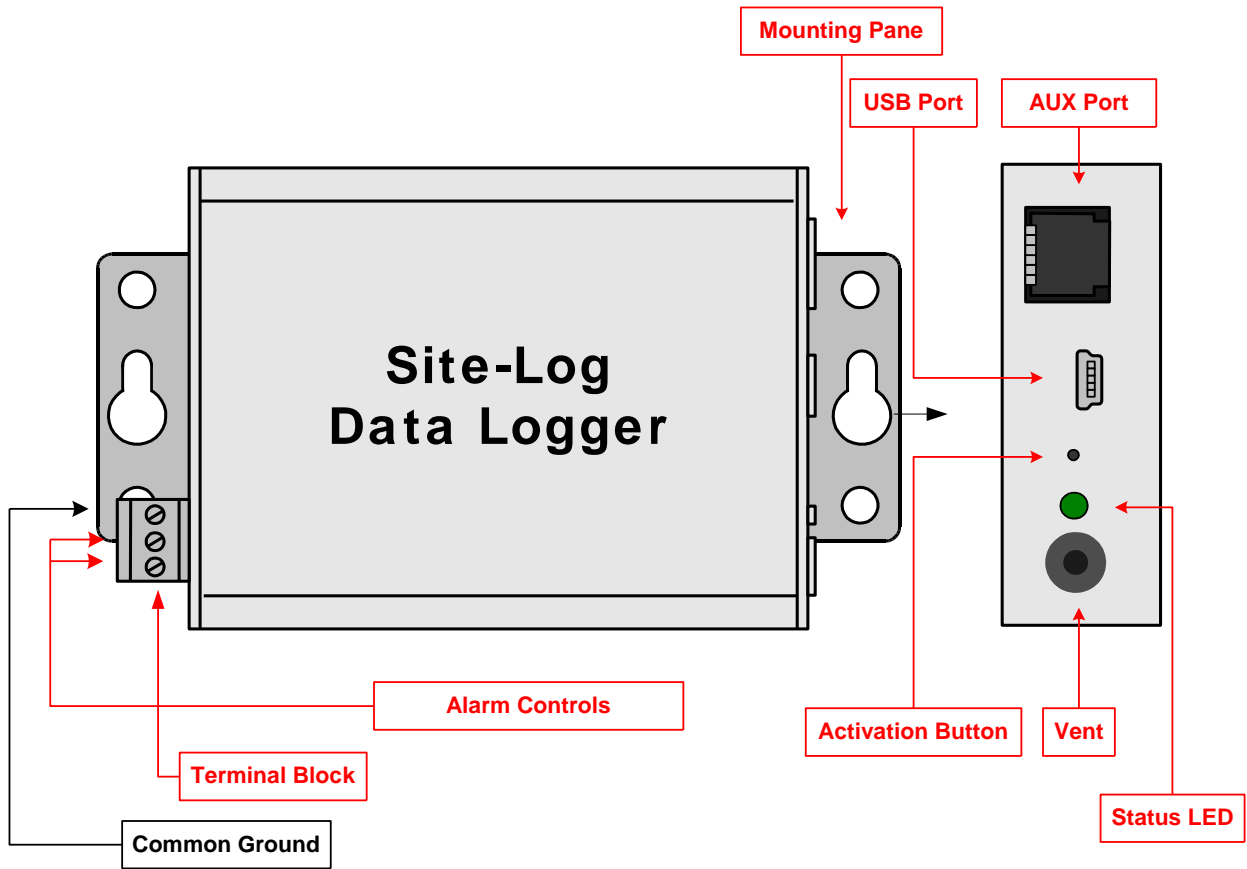 Mounting Pane
USB Port
AUX Port
Site-Log
Data Logger
Alarm Controls
Activation Button
Vent
Terminal Block
Status LED
Common Ground